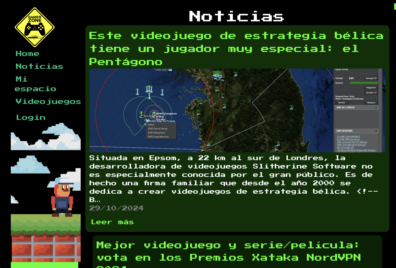 Noticias
Home
Noticias
Mi
espacio
Videojuegos
Login
Este videojuego de estrategia bélica
tiene un jugador muy especial: el
Pentágono
Situada en Epsom, a 22 km al sur de Londres, la
desarrolladora de videojuegos Slitherine Software no
es especialmente conocida por el gran público. Es de
hecho una firma familiar que desde el año 2000 se
dedica a crear videojuegos de estrategia bélica. <!--
B…
29/10/2024
Leer más
Mejor videojuego y serie/película:
vota en los Premios Xataka NordVPN